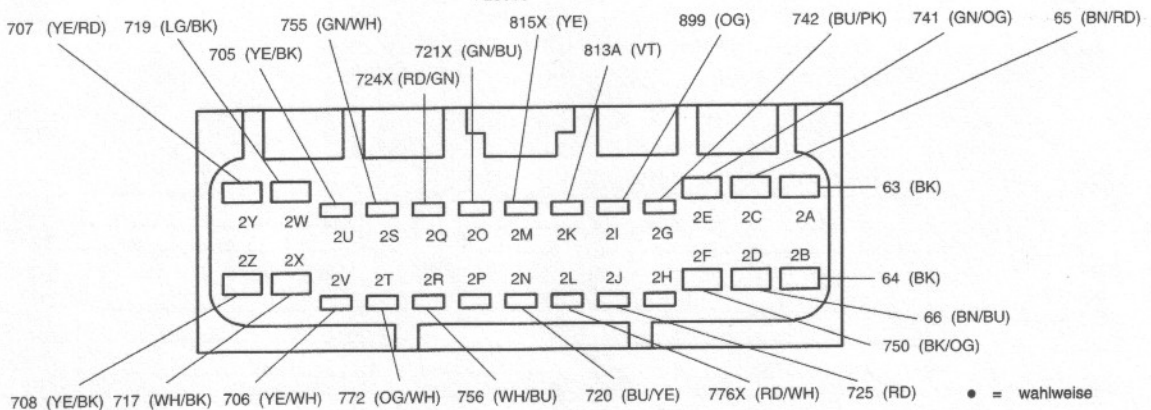 707 (YE/RD) 719 (LG/BK) 755 (GN/WH) 815X (YE) 899 (OG) 742 (BU/PK) 741 (GN/OG) 65 (BN/RD)
705 (YE/BK) 721X (GN/BU) 813A (VT)
724X (RD/GN)
63 (BK)
2Y 2W 2U 2S 2Q 2O 2M 2K 2I 2G 2E 2C 2A
2Z 2X 2V 2T 2R 2P 2N 2L 2J 2H 2F 2D 2B
64 (BK)
66 (BN/BU)
750 (BK/OG)
708 (YE/BK) 717 (WH/BK) 706 (YE/WH) 772 (OG/WH) 756 (WH/BU) 720 (BU/YE) 776X (RD/WH) 725 (RD) ● = wahlweise